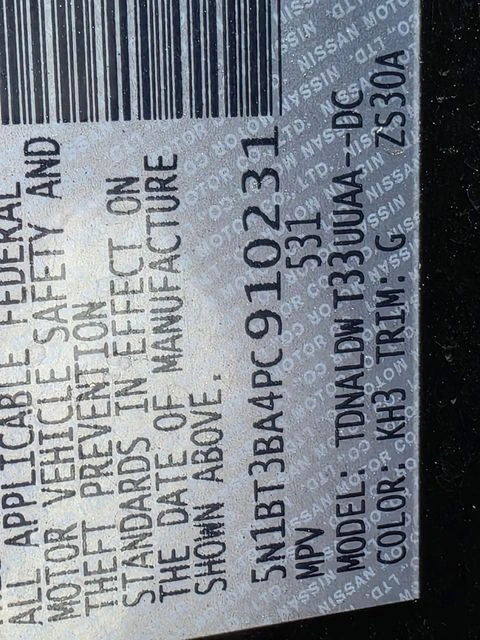 ALL APPLICABLE FEDERAL
MOTOR VEHICLE SAFETY AND
THEFT PREVENTION
STANDARDS IN EFFECT ON
THE DATE OF MANUFACTURE
SHOWN ABOVE.
5N1BT3BA4PC910231
MPV 531
MODEL: TDNALDW T33UUAA--DC
COLOR: KH3 TRIM: G ZS30A